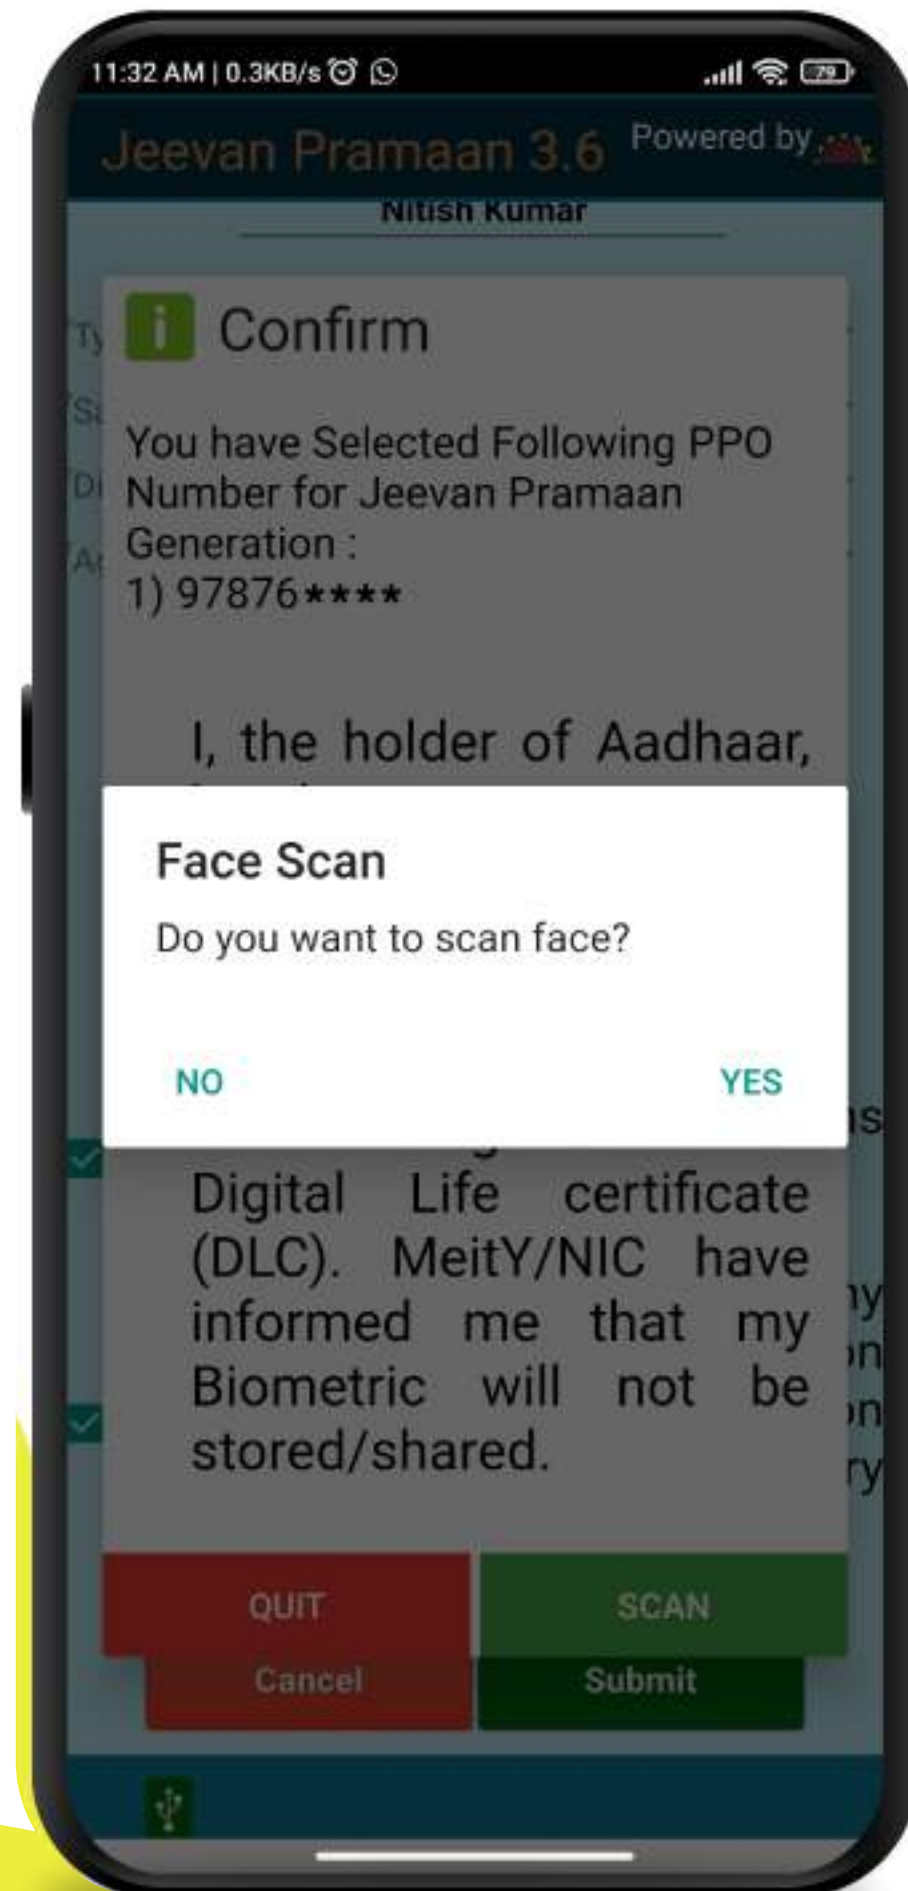 11:32 AM | 0.3KB/s
79
Jeevan Pramaan 3.6 Powered by
Nitish Kumar
Confirm
You have Selected Following PPO
Number for Jeevan Pramaan
Generation :
1) 97876****
I, the holder of Aadhaar,
Face Scan
Do you want to scan face?
NO YES
Digital Life certificate
(DLC). MeitY/NIC have
informed me that my
Biometric will not be
stored/shared.
QUIT SCAN
Cancel Submit